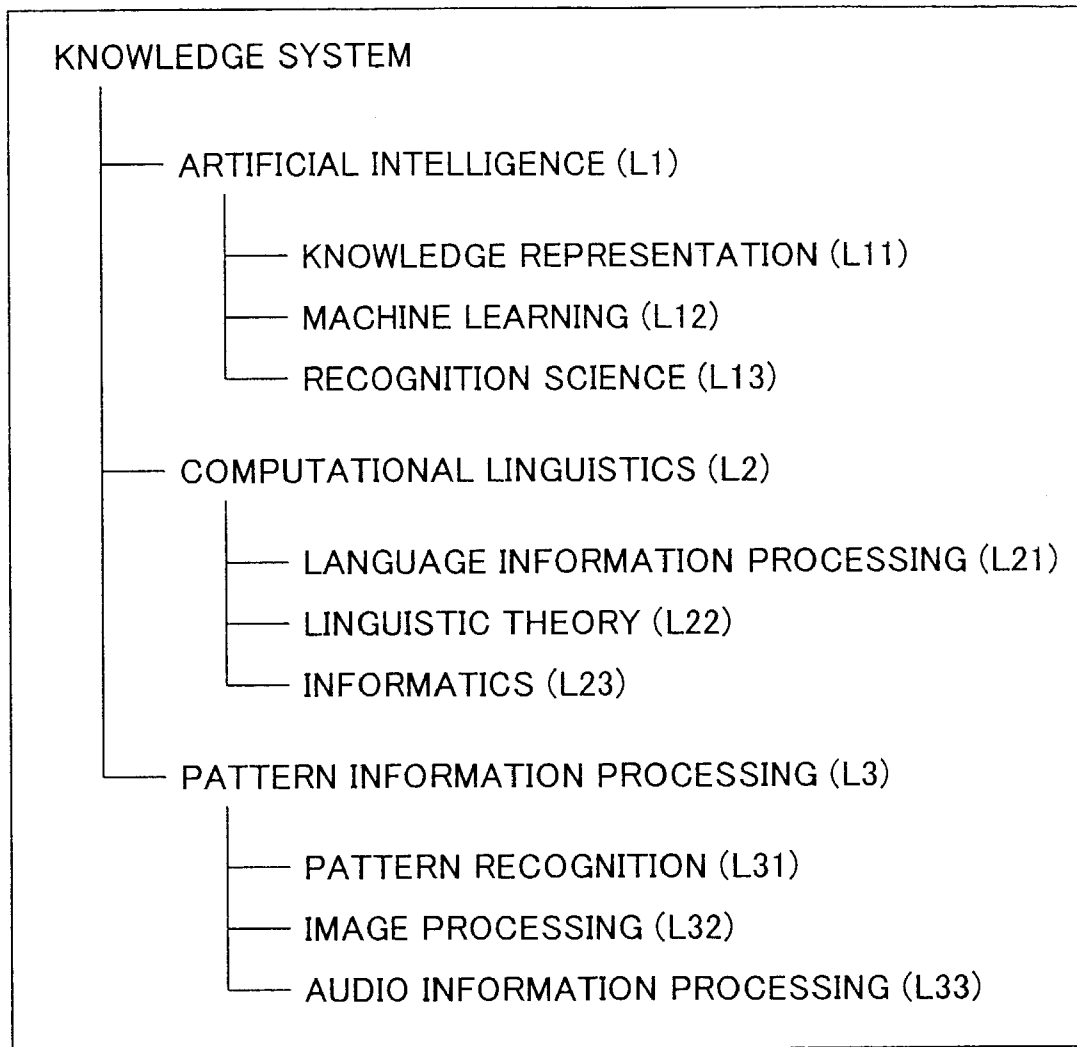 KNOWLEDGE SYSTEM
ARTIFICIAL INTELLIGENCE (L1)
KNOWLEDGE REPRESENTATION (L11)
MACHINE LEARNING (L12)
RECOGNITION SCIENCE (L13)
COMPUTATIONAL LINGUISTICS (L2)
LANGUAGE INFORMATION PROCESSING (L21)
LINGUISTIC THEORY (L22)
INFORMATICS (L23)
PATTERN INFORMATION PROCESSING (L3)
PATTERN RECOGNITION (L31)
IMAGE PROCESSING (L32)
AUDIO INFORMATION PROCESSING (L33)